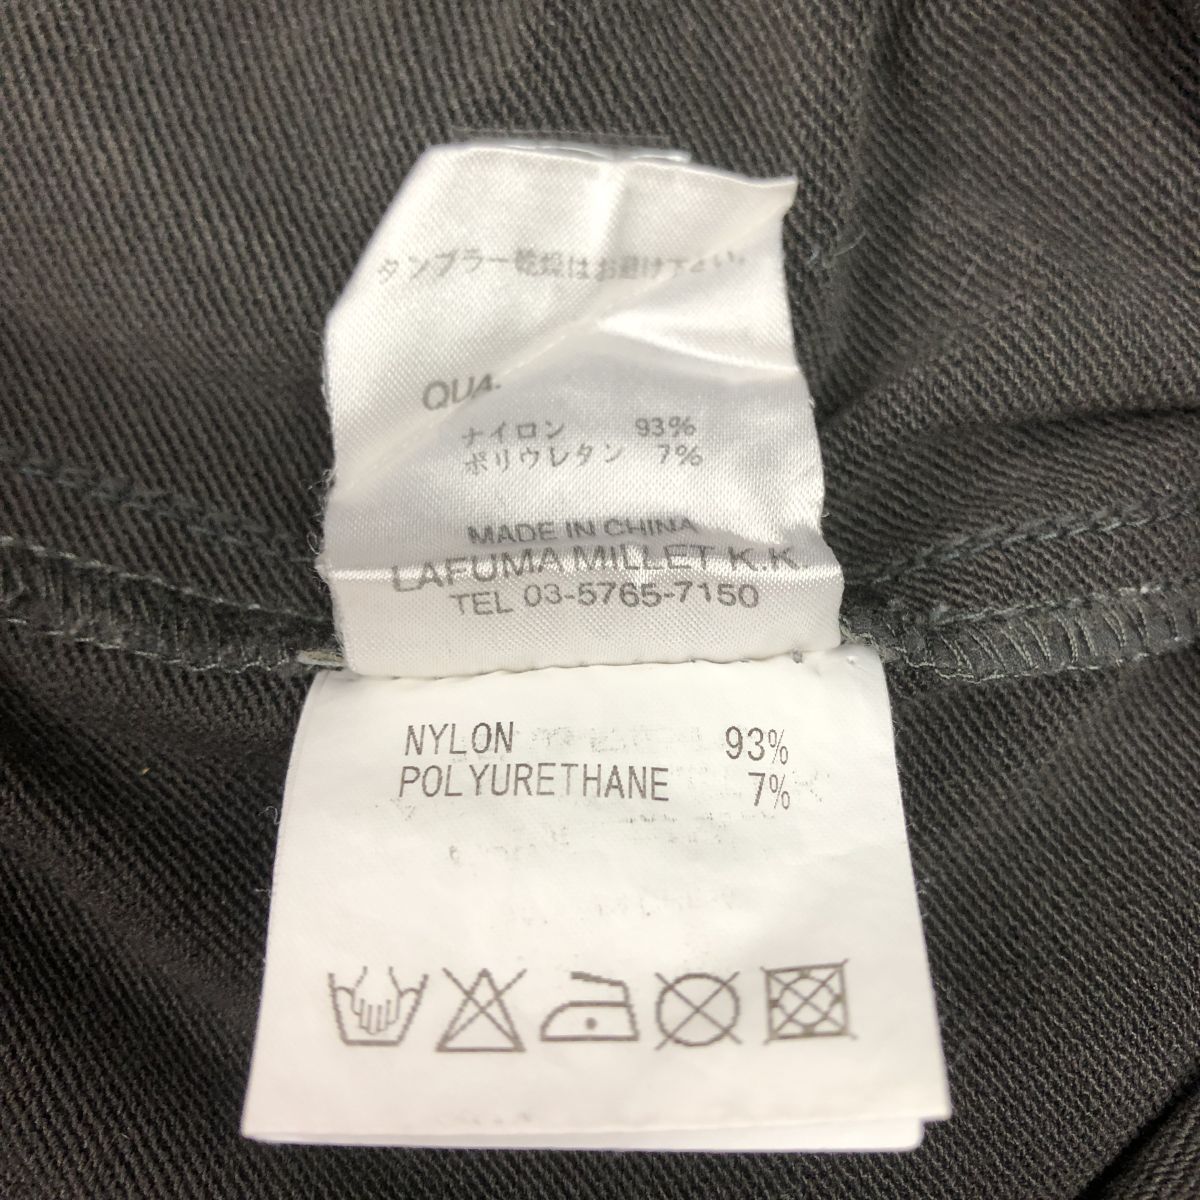 タンブラー乾燥はお避け下さい。
ナイロン 93%
ポリウレタン 7%
MADE IN CHINA
LAFUMA MILLET K.K.
TEL 03-5765-7150
NYLON 93%
POLYURETHANE 7%